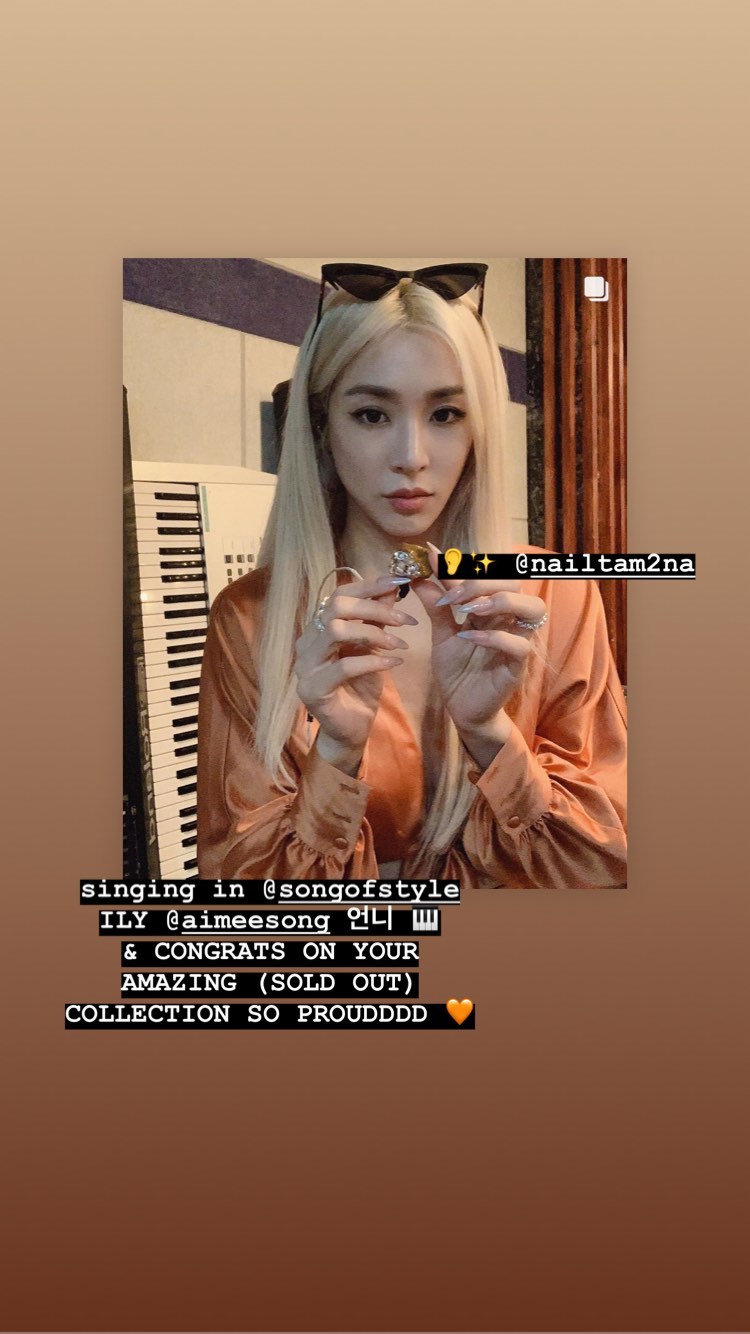 👂✨ @nailtam2na
singing in @songofstyle
ILY @aimeesong 언니 🎹
& CONGRATS ON YOUR
AMAZING (SOLD OUT)
COLLECTION SO PROUDDDD 🧡